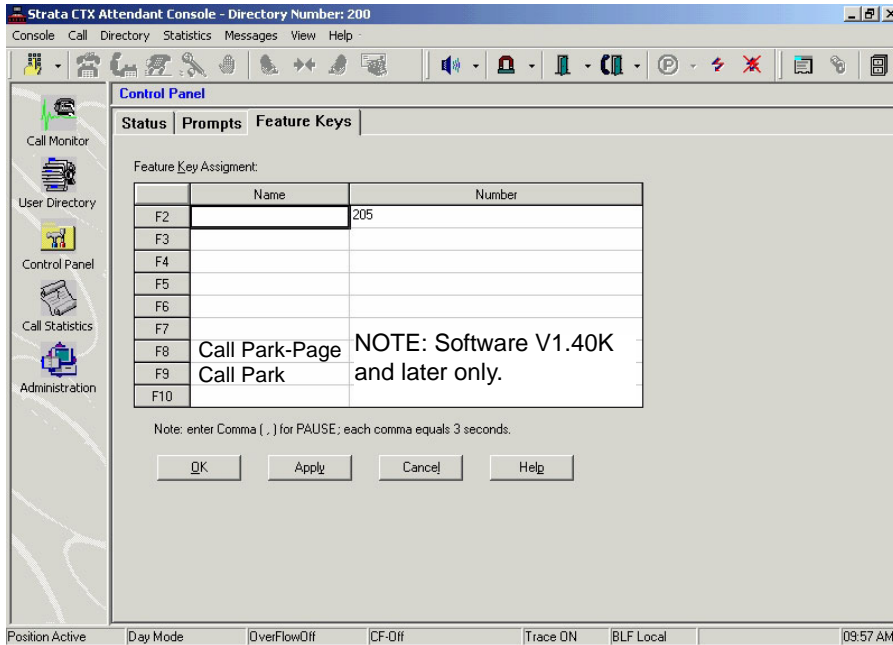 Strata CTX Attendant Console - Directory Number: 200
Console Call Directory Statistics Messages View Help
P
Control Panel
Status Prompts Feature Keys
Call Monitor
User Directory
Control Panel
Call Statistics
Administration
Feature Key Assigment:
Name Number
F2 205
F3
F4
F5
F6
F7
F8 Call Park-Page NOTE: Software V1.40K
F9 Call Park and later only.
F10
Note: enter Comma ( , ) for PAUSE; each comma equals 3 seconds.
OK Apply Cancel Help
Position Active Day Mode OverFlowOff CF-Off Trace ON BLF Local 09:57 AM